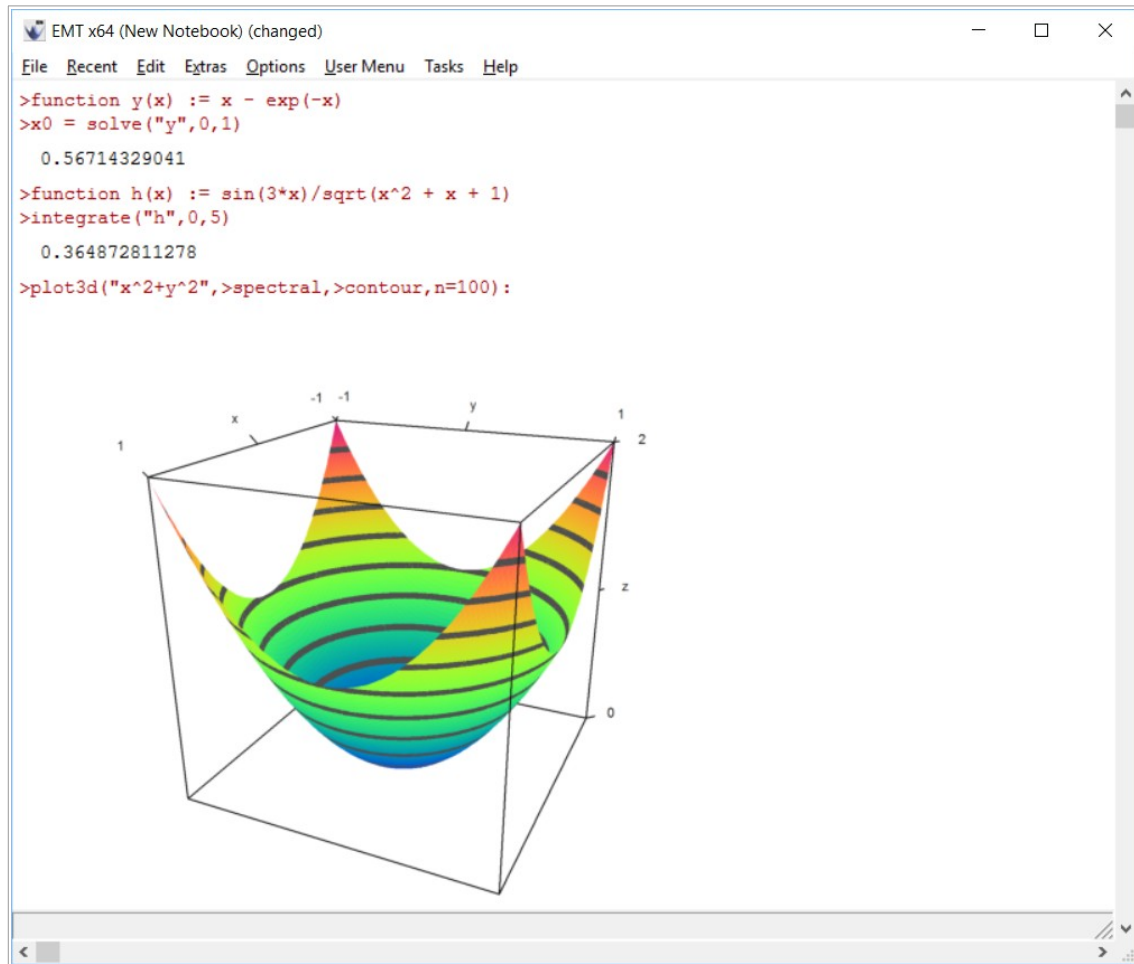 EMT x64 (New Notebook) (changed)
File Recent Edit Extras Options User Menu Tasks Help
>function y(x) := x - exp(-x)
>x0 = solve("y",0,1)
0.56714329041
>function h(x) := sin(3*x)/sqrt(x^2 + x + 1)
>integrate("h",0,5)
0.364872811278
>plot3d("x^2+y^2",>spectral,>contour,n=100):
-1 -1
x y 1
1 2
z
0